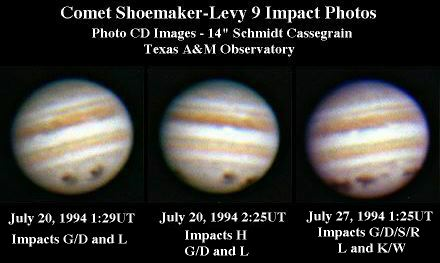 Comet Shoemaker-Levy 9 Impact Photos
Photo CD Images - 14" Schmidt Cassegrain
Texas A&M Observatory
July 20, 1994 1:29UT
Impacts G/D and L
July 20, 1994 2:25UT
Impacts H
G/D and L
July 27, 1994 1:25UT
Impacts G/D/S/R
L and K/W